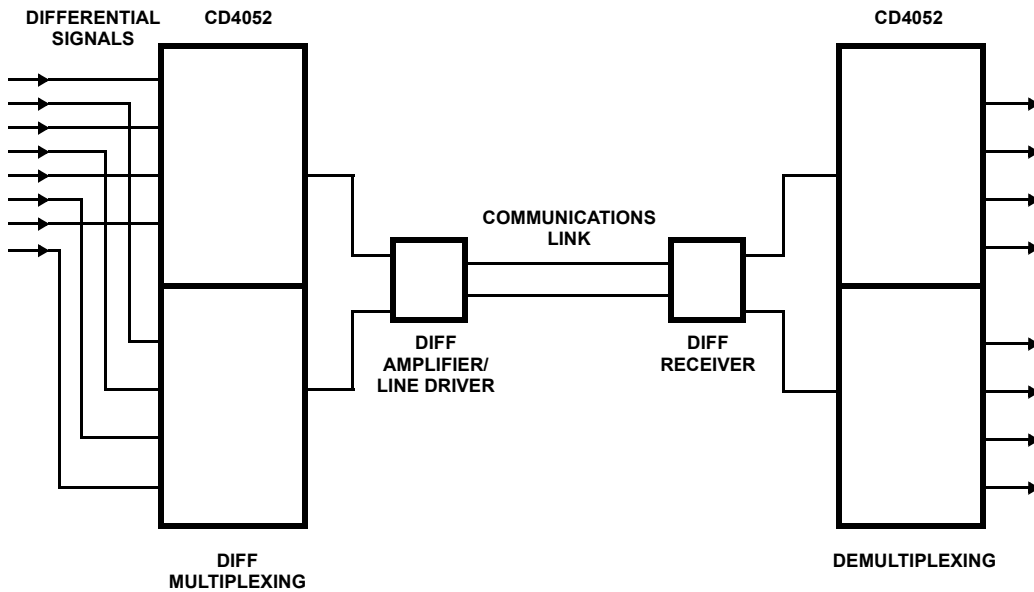 DIFFERENTIAL
SIGNALS
CD4052
CD4052
COMMUNICATIONS
LINK
DIFF
AMPLIFIER/
LINE DRIVER
DIFF
RECEIVER
DIFF
MULTIPLEXING
DEMULTIPLEXING